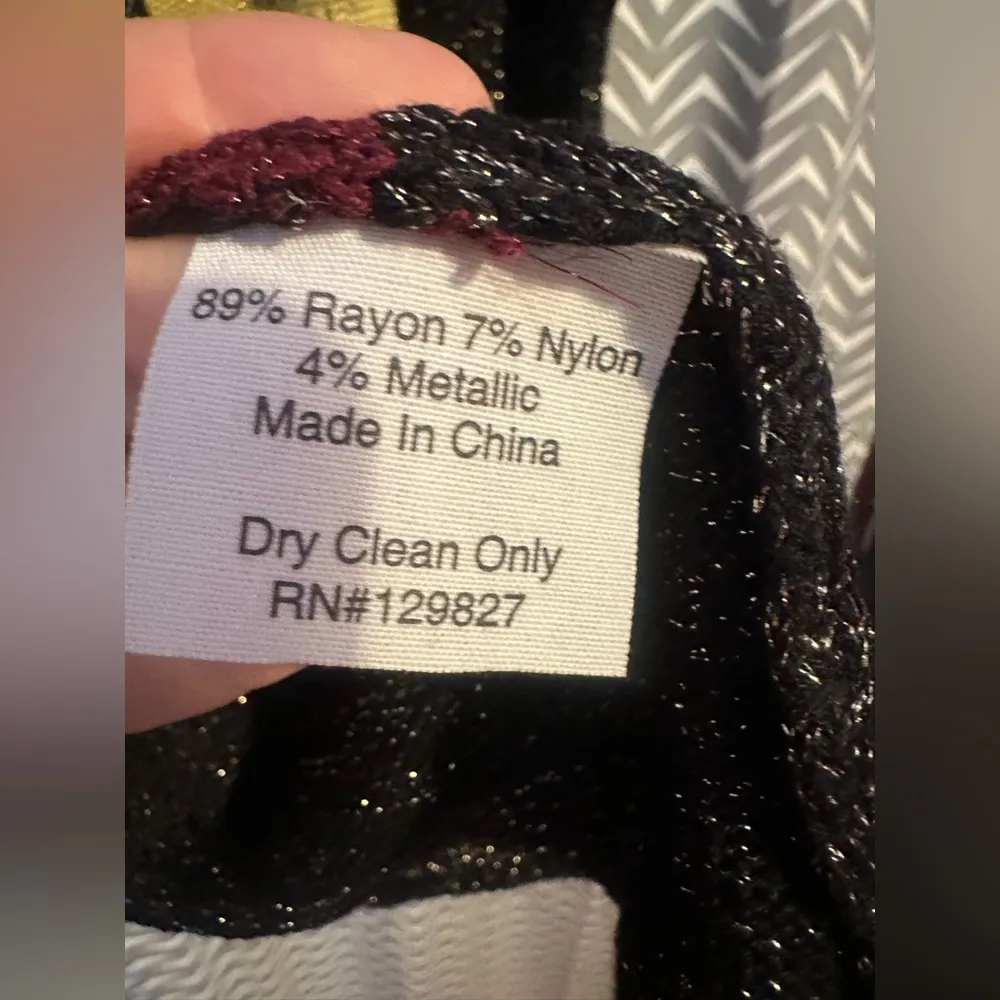 89% Rayon 7% Nylon
4% Metallic
Made In China
Dry Clean Only
RN#129827